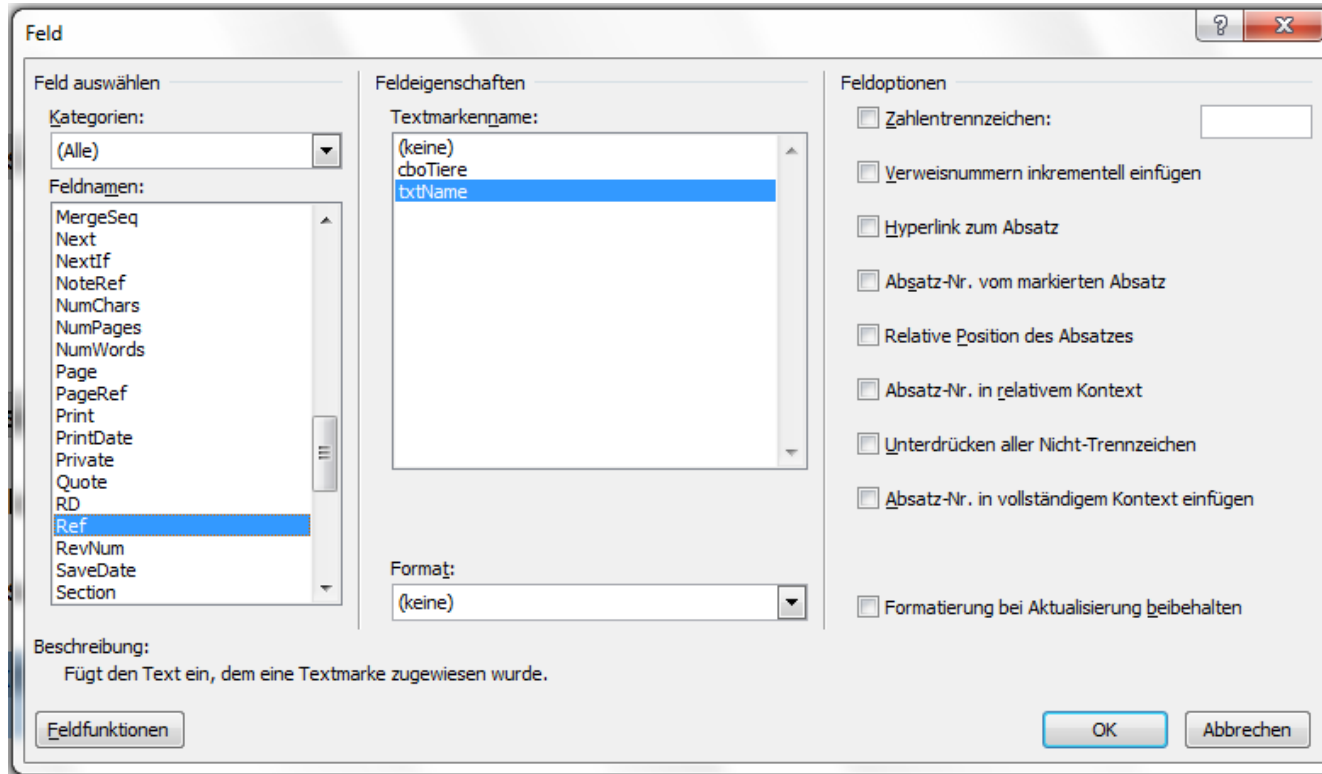 Feld
Feld auswählen
Kategorien:
(Alle)
Feldnamen:
MergeSeq
Next
NextIf
NoteRef
NumChars
NumPages
NumWords
Page
PageRef
Print
PrintDate
Private
Quote
RD
Ref
RevNum
SaveDate
Section
Feldeigenschaften
Textmarkenname:
(keine)
cboTiere
txtName
Format:
(keine)
Feldoptionen
Zahlentrennzeichen:
Verweisnummern inkrementell einfügen
Hyperlink zum Absatz
Absatz-Nr. vom markierten Absatz
Relative Position des Absatzes
Absatz-Nr. in relativem Kontext
Unterdrücken aller Nicht-Trennzeichen
Absatz-Nr. in vollständigem Kontext einfügen
Formatierung bei Aktualisierung beibehalten
Beschreibung:
Fügt den Text ein, dem eine Textmarke zugewiesen wurde.
Feldfunktionen
OK
Abbrechen